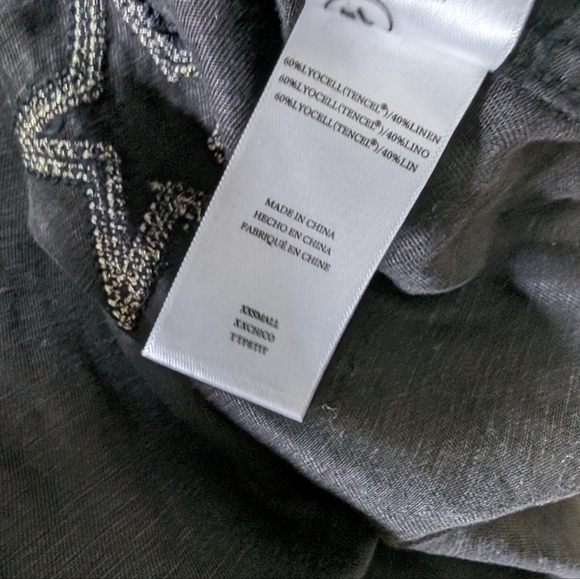 60%LYOCELL(TENCEL®)/40%LINEN
60%LYOCELL(TENCEL®)/40%LINO
60%LYOCELL(TENCEL®)/40%LIN
MADE IN CHINA
HECHO EN CHINA
FABRIQUÉ EN CHINE
XXSMALL
XXCHICO
TTPETIT